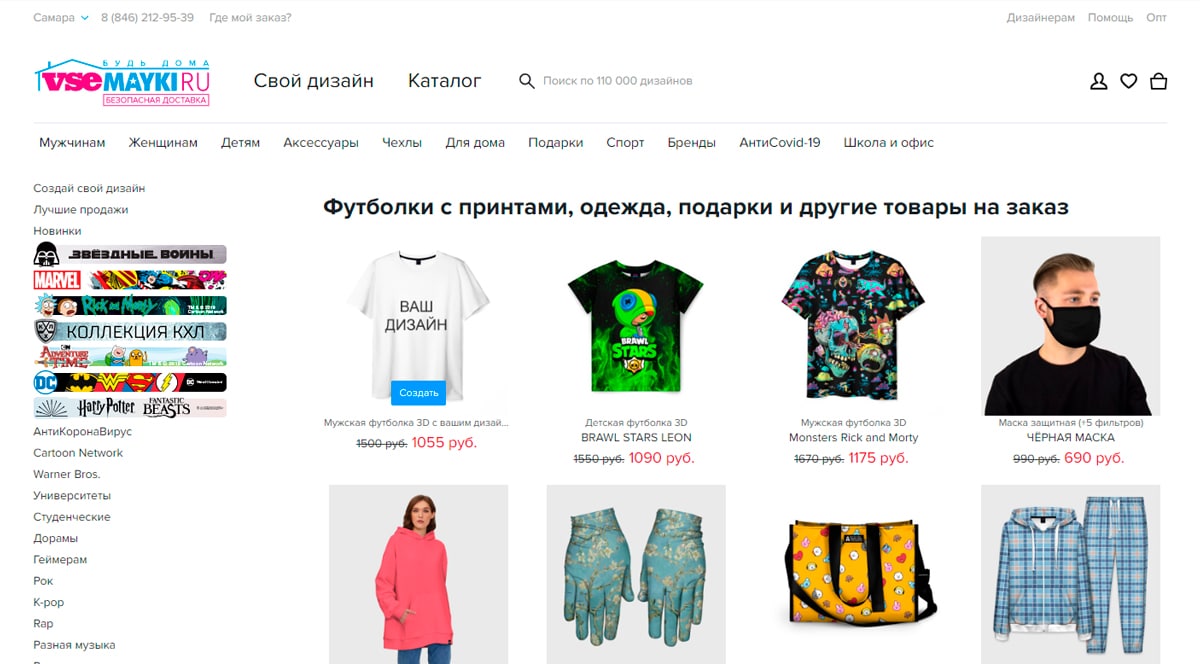 Самара 8 (846) 212-95-39 Где мой заказ? Дизайнерам Помощь Опт
БУДЬ ДОМА
vseMAYKI.RU
БЕЗОПАСНАЯ ДОСТАВКА
Свой дизайн Каталог Поиск по 110 000 дизайнов
Мужчинам Женщинам Детям Аксессуары Чехлы Для дома Подарки Спорт Бренды АнтиCovid-19 Школа и офис
Создай свой дизайн
Лучшие продажи
Новинки
ЗВЁЗДНЫЕ ВОЙНЫ
MARVEL
Rick and Morty
КОЛЛЕКЦИЯ КХЛ
ADVENTURE TIME
DC
Harry Potter FANTASTIC BEASTS
АнтиКоронаВирус
Cartoon Network
Warner Bros.
Университеты
Студенческие
Дорамы
Геймерам
Рок
K-pop
Rap
Разная музыка
Футболки с принтами, одежда, подарки и другие товары на заказ
ВАШ
ДИЗАЙН
Создать
Мужская футболка 3D с вашим дизай...
1500 руб. 1055 руб.
BRAWL
STARS
Детская футболка 3D
BRAWL STARS LEON
1550 руб. 1090 руб.
Мужская футболка 3D
Monsters Rick and Morty
1670 руб. 1175 руб.
Маска защитная (+5 фильтров)
ЧЁРНАЯ МАСКА
990 руб. 690 руб.